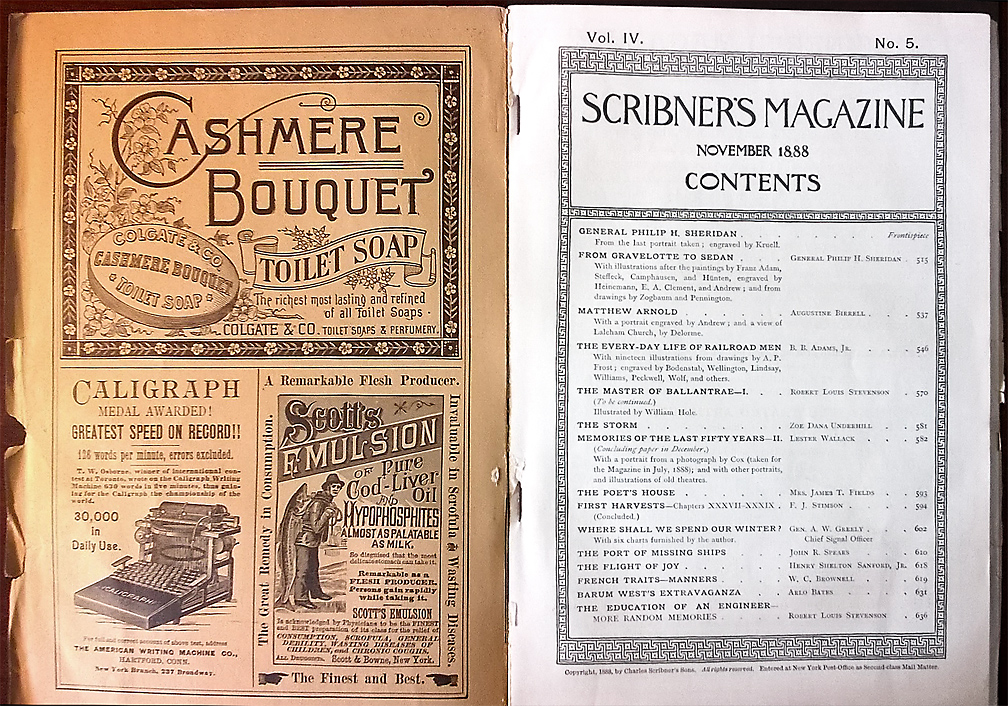 CASHMERE
BOUQUET
TOILET SOAP
COLGATE & CO.
CASHMERE BOUQUET
TOILET SOAP
The richest most lasting and refined
of all Toilet Soaps.
COLGATE & CO. TOILET SOAPS & PERFUMERY.
CALIGRAPH
MEDAL AWARDED!
GREATEST SPEED ON RECORD!!
126 words per minute, errors excluded.
T. W. Osborne, winner of international con-
test at Toronto, wrote on the Caligraph Writing
Machine 630 words in five minutes, thus gain-
ing for the Caligraph the championship of the
world.
30,000
in
Daily Use.
CALIGRAPH
For full and correct account of above test, address
THE AMERICAN WRITING MACHINE CO.,
HARTFORD, CONN.
New York Branch, 237 Broadway.
A Remarkable Flesh Producer.
The Great Remedy in Consumption.
Invaluable in Scrofula & Wasting Diseases.
Scott's
EMULSION
OF Pure
Cod-Liver
Oil
AND
HYPOPHOSPHITES
ALMOST AS PALATABLE
AS MILK.
So disguised that the most
delicate stomach can take it.
Remarkable as a
FLESH PRODUCER.
Persons gain rapidly
while taking it.
SCOTT'S EMULSION
Is acknowledged by Physicians to be the FINEST
and BEST preparation of its class for the relief of
CONSUMPTION, SCROFULA, GENERAL
DEBILITY, WASTING DISEASES OF
CHILDREN, and CHRONIC COUGHS.
ALL DRUGGISTS. Scott & Bowne, New York.
The Finest and Best.
Vol. IV. No. 5.
SCRIBNER'S MAGAZINE
NOVEMBER 1888
CONTENTS
GENERAL PHILIP H. SHERIDAN . . . . . . . . Frontispiece
From the last portrait taken; engraved by Kruell.
FROM GRAVELOTTE TO SEDAN . . . . GENERAL PHILIP H. SHERIDAN . 515
With illustrations after the paintings by Franz Adam,
Steffeck, Camphausen, and Hünten, engraved by
Heinemann, E. A. Clement, and Andrew; and from
drawings by Zogbaum and Pennington.
MATTHEW ARNOLD . . . . . . AUGUSTINE BIRRELL . . . 537
With a portrait engraved by Andrew; and a view of
Laleham Church, by Delorme.
THE EVERY-DAY LIFE OF RAILROAD MEN B. B. ADAMS, JR. . . . 546
With nineteen illustrations from drawings by A. P.
Frost; engraved by Bodenstab, Wellington, Lindsay,
Williams, Peckwell, Wolf, and others.
THE MASTER OF BALLANTRAE—I. . . . ROBERT LOUIS STEVENSON . . 570
(To be continued.)
Illustrated by William Hole.
THE STORM . . . . . . . ZOE DANA UNDERHILL . . 581
MEMORIES OF THE LAST FIFTY YEARS—II. LESTER WALLACK . . . 582
(Concluding paper in December.)
With a portrait from a photograph by Cox (taken for
the Magazine in July, 1888); and with other portraits,
and illustrations of old theatres.
THE POET'S HOUSE . . . . . . MRS. JAMES T. FIELDS . . 593
FIRST HARVESTS—Chapters XXXVII-XXXIX . F. J. STIMSON . . . 594
(Concluded.)
WHERE SHALL WE SPEND OUR WINTER? GEN. A. W. GREELY . . . 602
With six charts furnished by the author. Chief Signal Officer
THE PORT OF MISSING SHIPS . . . . JOHN R. SPEARS . . . 610
THE FLIGHT OF JOY . . . . . . HENRY SHELTON SANFORD, JR. 618
FRENCH TRAITS—MANNERS . . . . W. C. BROWNELL . . . 619
BARUM WEST'S EXTRAVAGANZA . . . ARLO BATES . . . . 631
THE EDUCATION OF AN ENGINEER—
MORE RANDOM MEMORIES . . . . ROBERT LOUIS STEVENSON . . 636
Copyright, 1888, by Charles Scribner's Sons. All rights reserved. Entered at New York Post-Office as Second-class Mail Matter.